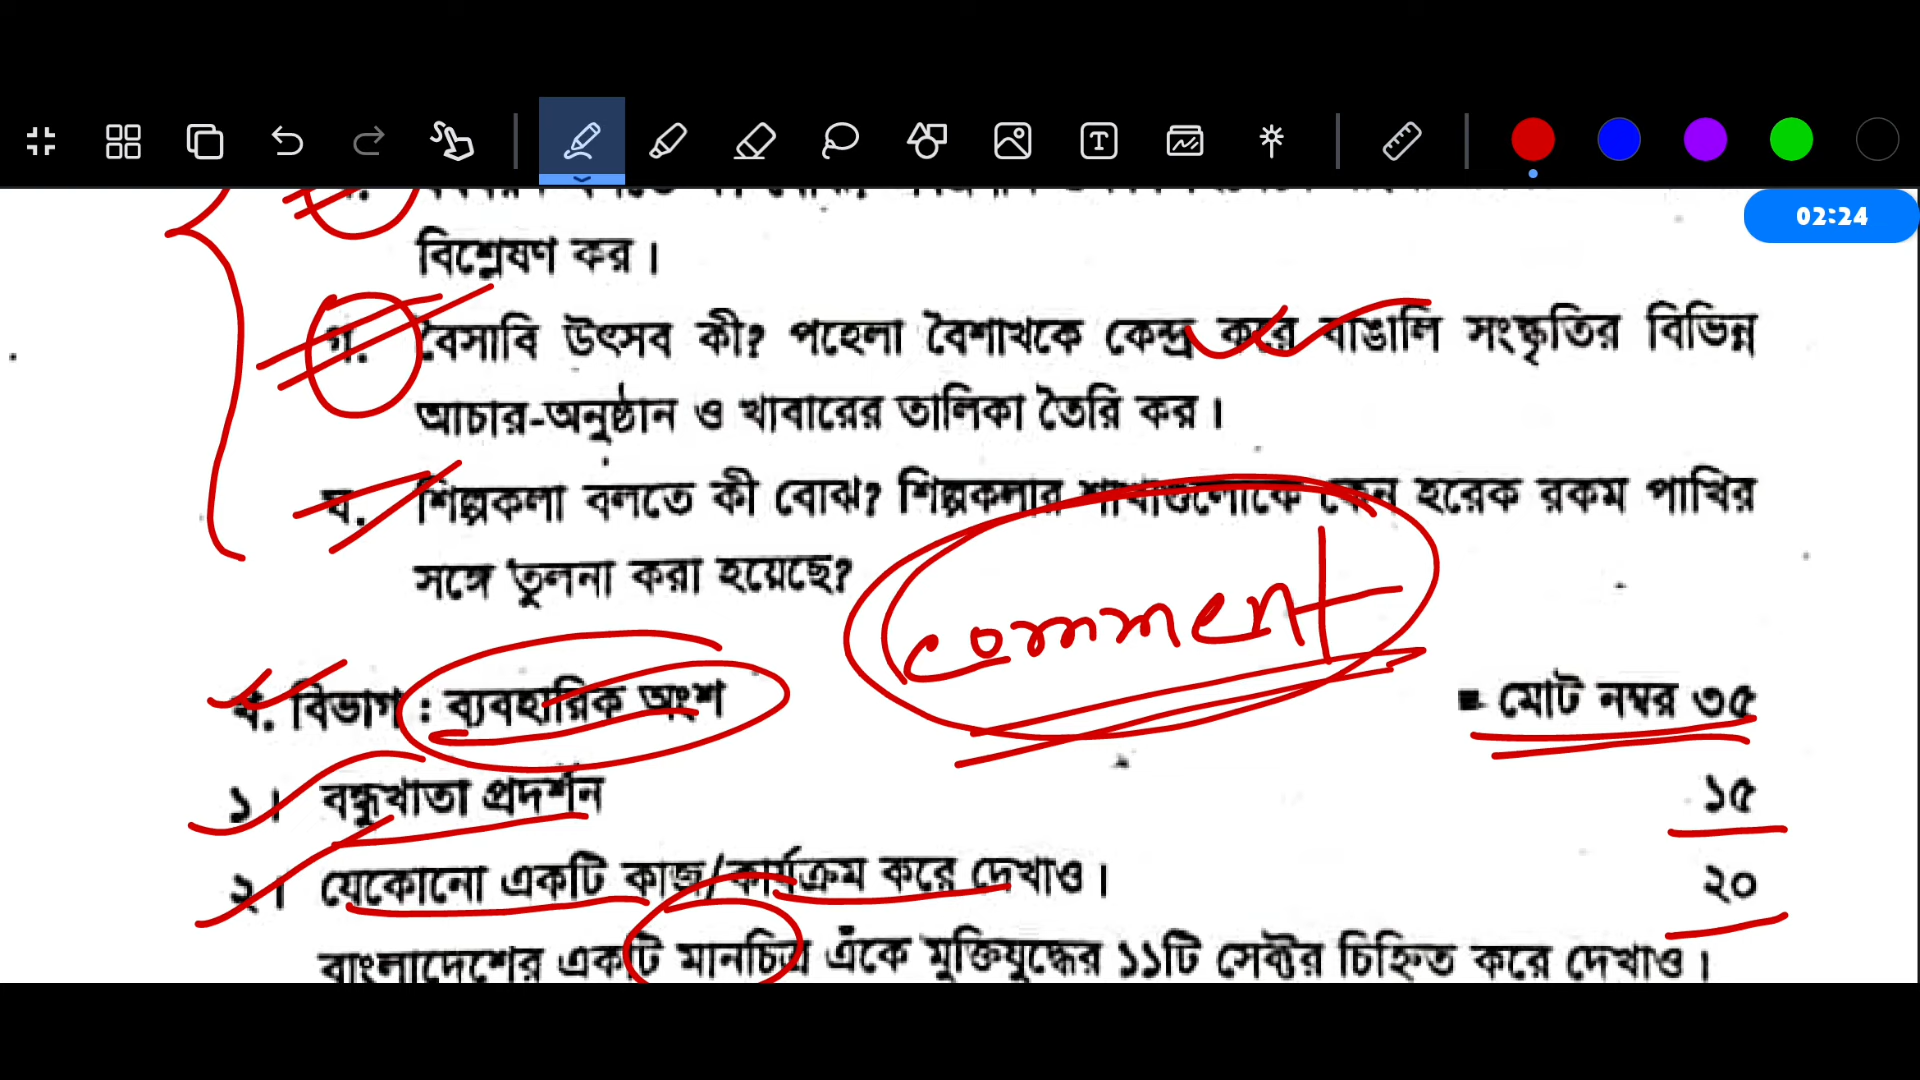 02:24
বিশ্লেষণ কর।
গ. বৈসাবি উৎসব কী? পহেলা বৈশাখকে কেন্দ্র করে বাঙালি সংস্কৃতির বিভিন্ন
আচার-অনুষ্ঠান ও খাবারের তালিকা তৈরি কর।
ঘ. শিল্পকলা বলতে কী বোঝ? শিল্পকলার শাখাগুলোকে কেন হরেক রকম পাখির
সঙ্গে তুলনা করা হয়েছে?
comment
খ. বিভাগ : ব্যবহারিক অংশ = মোট নম্বর ৩৫
১। বন্ধুখাতা প্রদর্শন ১৫
২। যেকোনো একটি কাজ/কার্যক্রম করে দেখাও। ২০
বাংলাদেশের একটি মানচিত্র এঁকে মুক্তিযুদ্ধের ১১টি সেক্টর চিহ্নিত করে দেখাও।